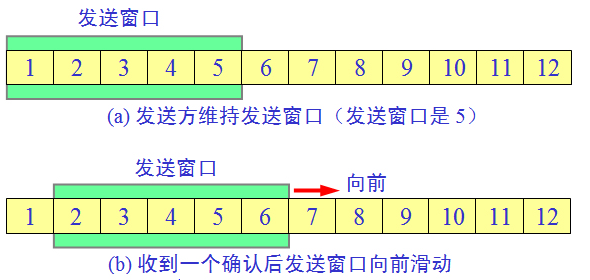 发送窗口
1 2 3 4 5 6 7 8 9 10 11 12
(a) 发送方维持发送窗口（发送窗口是 5）
发送窗口
向前
1 2 3 4 5 6 7 8 9 10 11 12
(b) 收到一个确认后发送窗口向前滑动